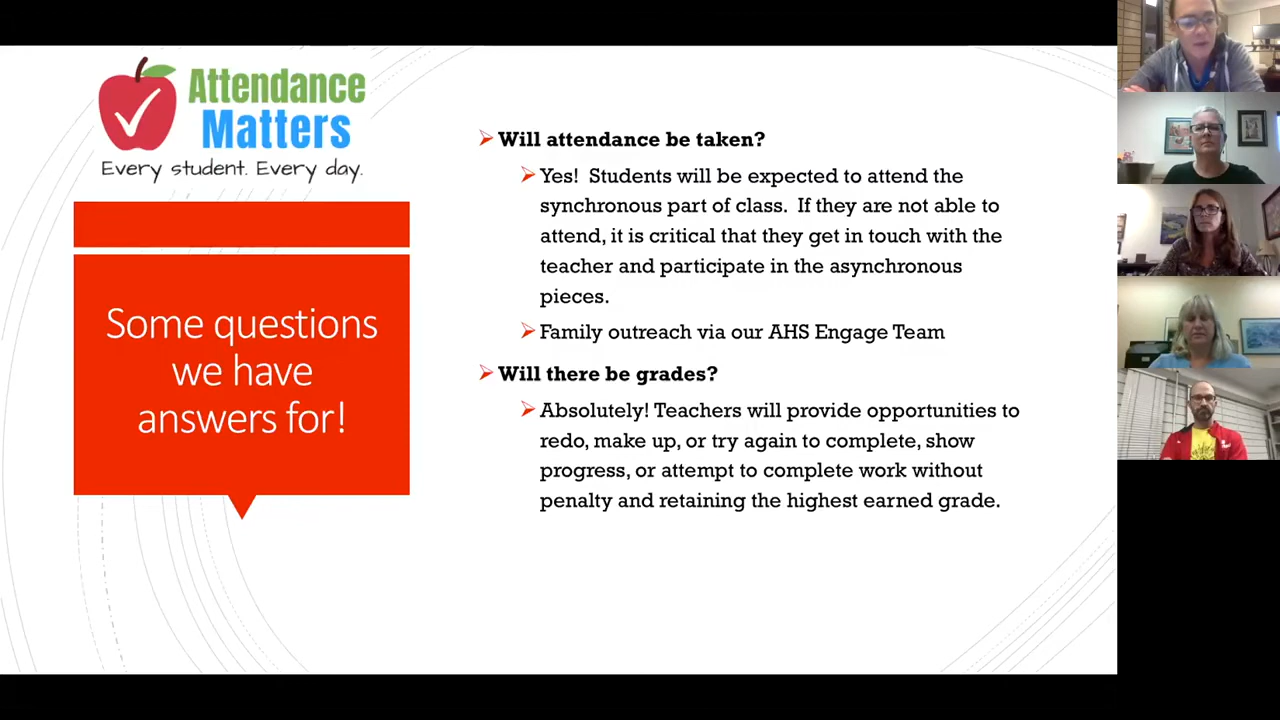 Attendance
Matters
Every student. Every day.
Some questions
we have
answers for!
Will attendance be taken?
Yes!  Students will be expected to attend the
synchronous part of class.  If they are not able to
attend, it is critical that they get in touch with the
teacher and participate in the asynchronous
pieces.
Family outreach via our AHS Engage Team
Will there be grades?
Absolutely! Teachers will provide opportunities to
redo, make up, or try again to complete, show
progress, or attempt to complete work without
penalty and retaining the highest earned grade.